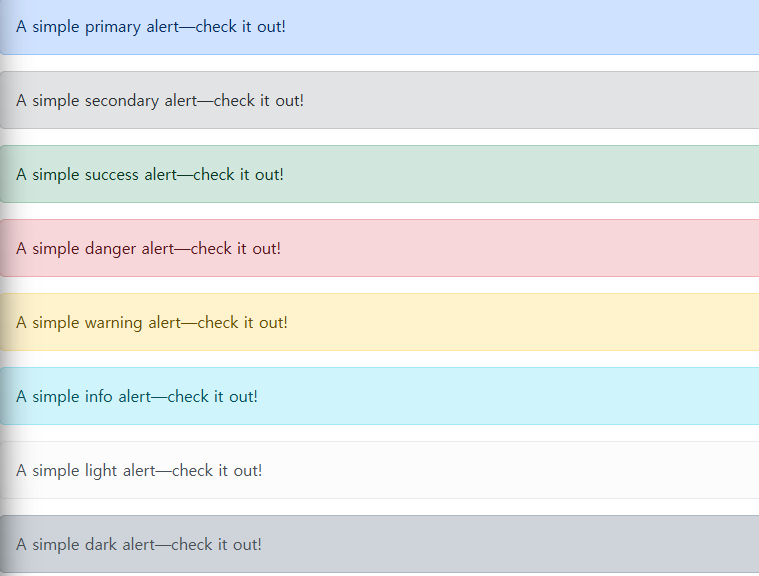 A simple primary alert—check it out!
A simple secondary alert—check it out!
A simple success alert—check it out!
A simple danger alert—check it out!
A simple warning alert—check it out!
A simple info alert—check it out!
A simple light alert—check it out!
A simple dark alert—check it out!